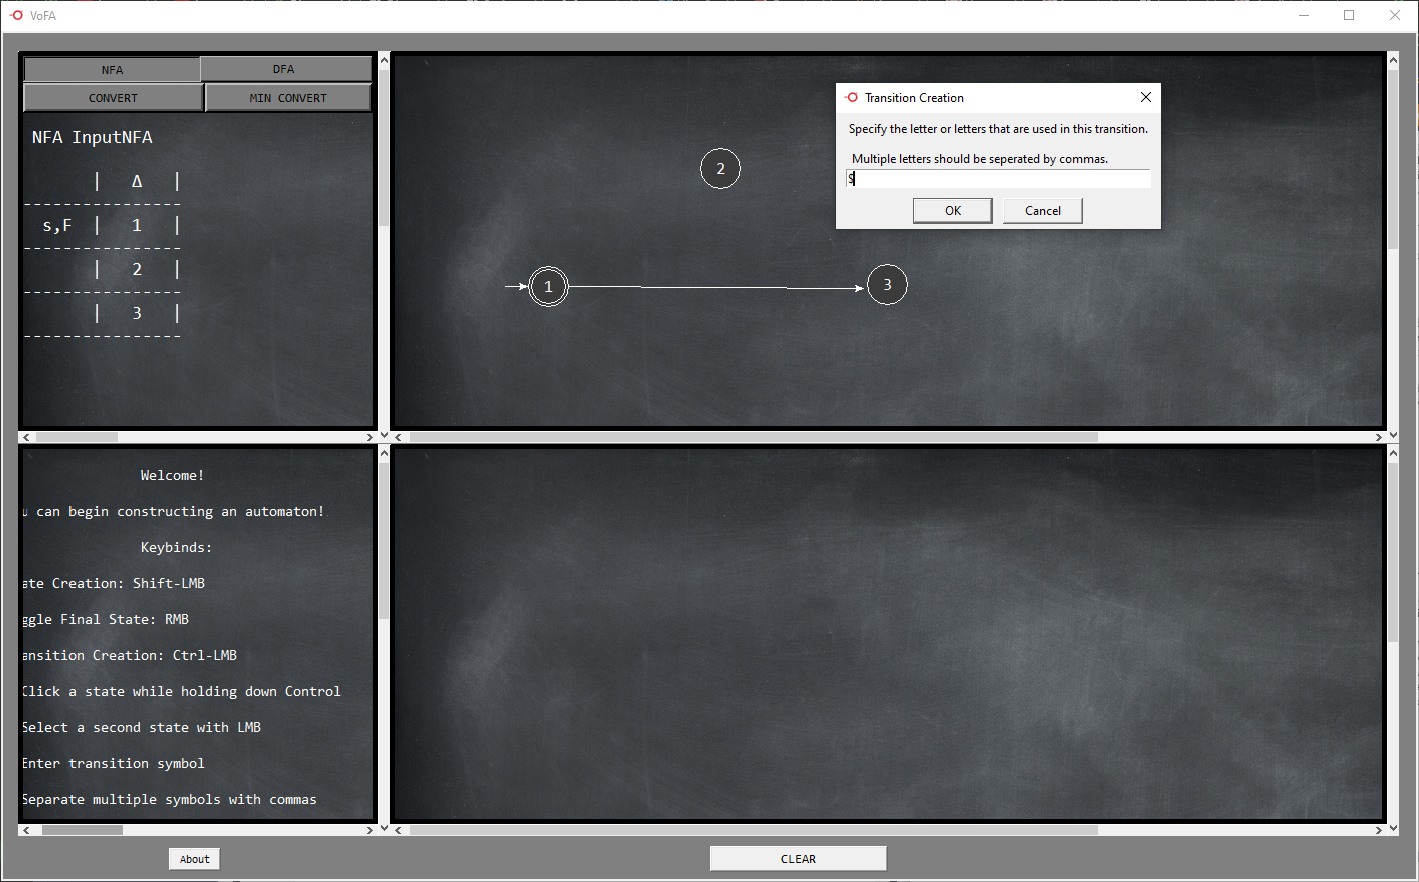 VoFA
NFA
DFA
CONVERT
MIN CONVERT
NFA InputNFA
| Δ |
----------------
s,F | 1 |
----------------
| 2 |
----------------
| 3 |
----------------
2
1
3
Transition Creation
Specify the letter or letters that are used in this transition.
Multiple letters should be seperated by commas.
$
OK
Cancel
Welcome!
u can begin constructing an automaton!
Keybinds:
ate Creation: Shift-LMB
ggle Final State: RMB
ansition Creation: Ctrl-LMB
Click a state while holding down Control
Select a second state with LMB
Enter transition symbol
Separate multiple symbols with commas
About
CLEAR